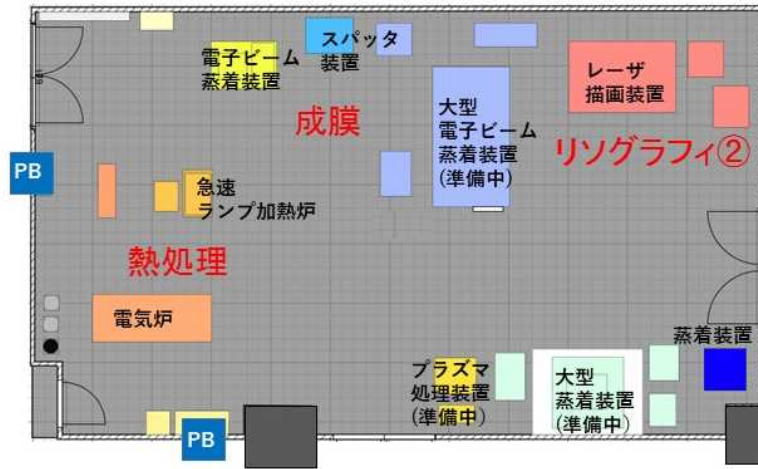 スパッタ
装置
電子ビーム
蒸着装置
成膜
大型
電子ビーム
蒸着装置
(準備中)
レーザ
描画装置
リソグラフィ②
PB
急速
ランプ加熱炉
熱処理
電気炉
蒸着装置
プラズマ
処理装置
(準備中)
大型
蒸着装置
(準備中)
PB